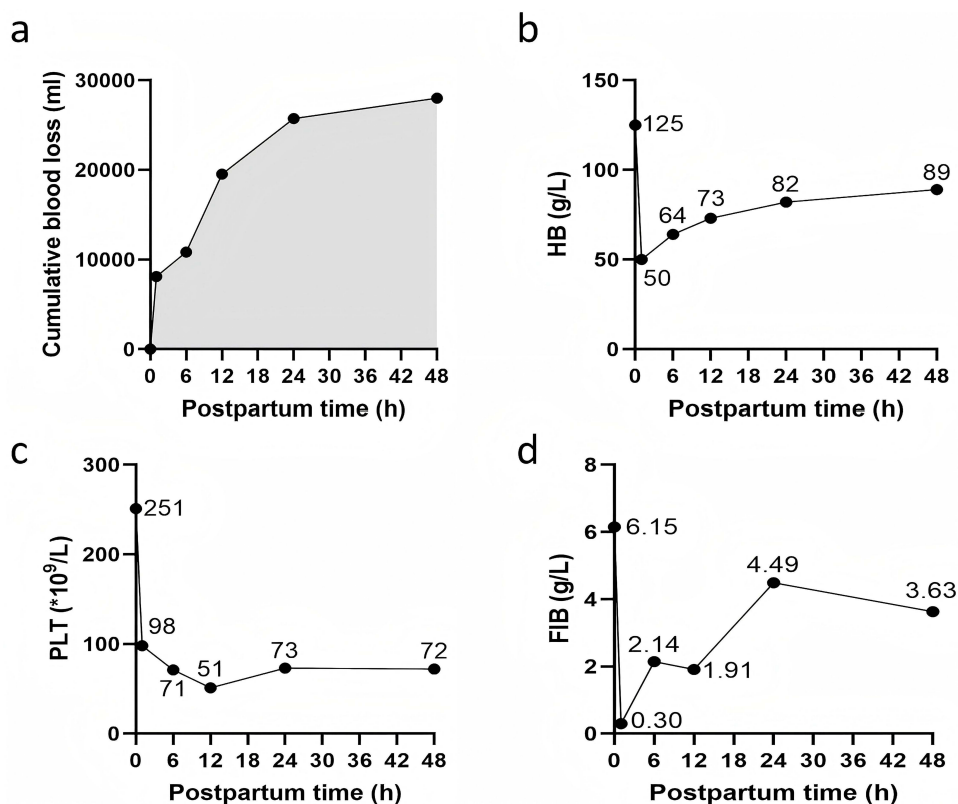 a
Cumulative blood loss (ml)
30000
20000
10000
0
0 6 12 18 24 30 36 42 48
Postpartum time (h)
b
HB (g/L)
150
100
50
0
125
50
64
73
82
89
0 6 12 18 24 30 36 42 48
Postpartum time (h)
c
PLT (*10⁹/L)
300
200
100
0
251
98
71
51
73
72
0 6 12 18 24 30 36 42 48
Postpartum time (h)
d
FIB (g/L)
8
6
4
2
0
6.15
0.30
2.14
1.91
4.49
3.63
0 6 12 18 24 30 36 42 48
Postpartum time (h)